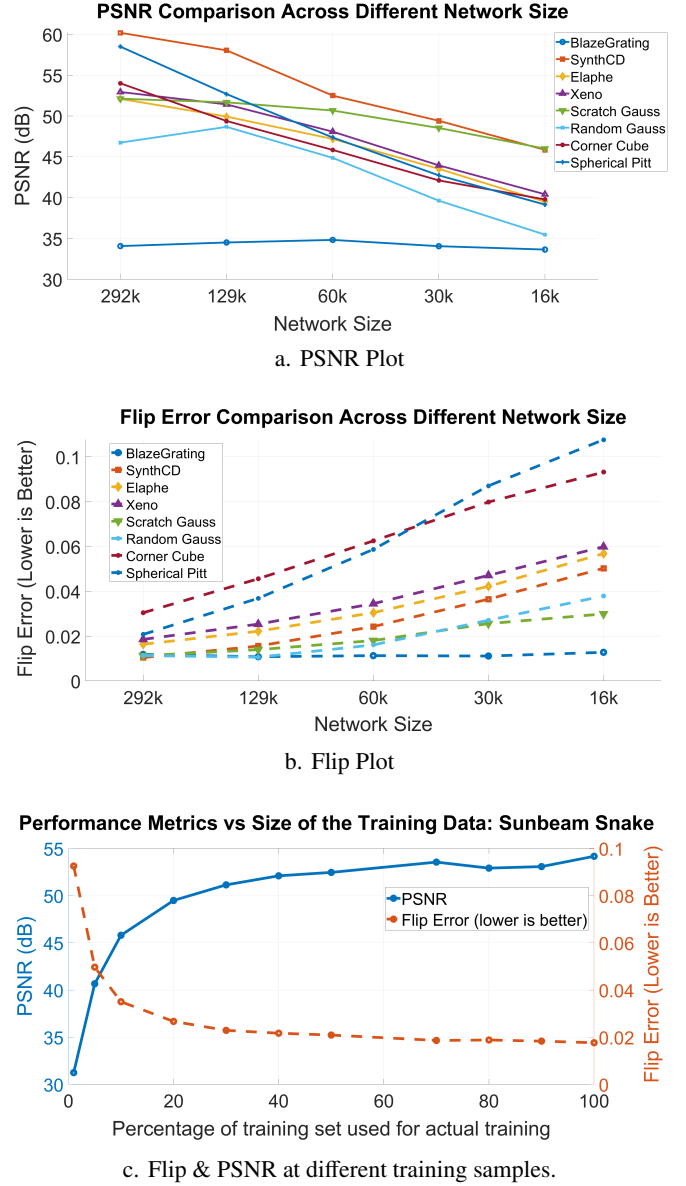 PSNR Comparison Across Different Network Size
60
55
50
45
40
35
30
PSNR (dB)
292k 129k 60k 30k 16k
Network Size
BlazeGrating
SynthCD
Elaphe
Xeno
Scratch Gauss
Random Gauss
Corner Cube
Spherical Pitt
a. PSNR Plot
Flip Error Comparison Across Different Network Size
0.1
0.08
0.06
0.04
0.02
0
Flip Error (Lower is Better)
BlazeGrating
SynthCD
Elaphe
Xeno
Scratch Gauss
Random Gauss
Corner Cube
Spherical Pitt
292k 129k 60k 30k 16k
Network Size
b. Flip Plot
Performance Metrics vs Size of the Training Data: Sunbeam Snake
55
50
45
40
35
30
PSNR (dB)
PSNR
Flip Error (lower is better)
0.1
0.08
0.06
0.04
0.02
0
Flip Error (Lower is Better)
0 20 40 60 80 100
Percentage of training set used for actual training
c. Flip & PSNR at different training samples.